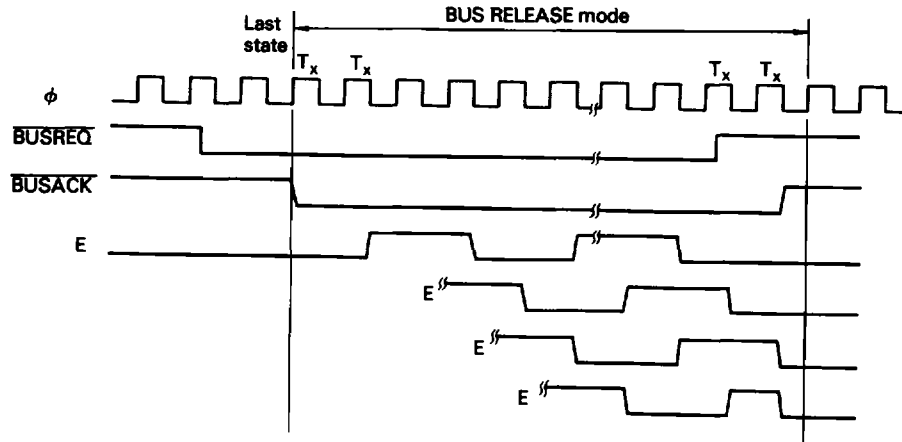 BUS RELEASE mode
Last
state
Tx Tx Tx Tx
φ
BUSREQ
BUSACK
E
E
E
E